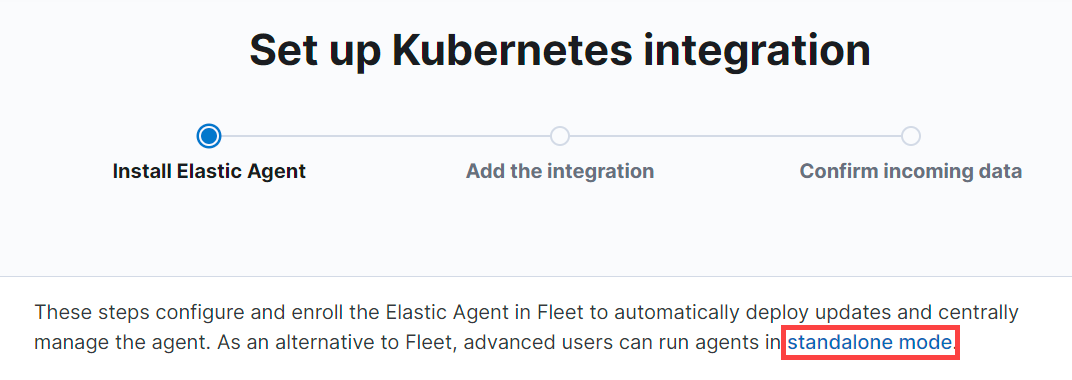 Set up Kubernetes integration
Install Elastic Agent
Add the integration
Confirm incoming data
These steps configure and enroll the Elastic Agent in Fleet to automatically deploy updates and centrally
manage the agent. As an alternative to Fleet, advanced users can run agents in standalone mode.